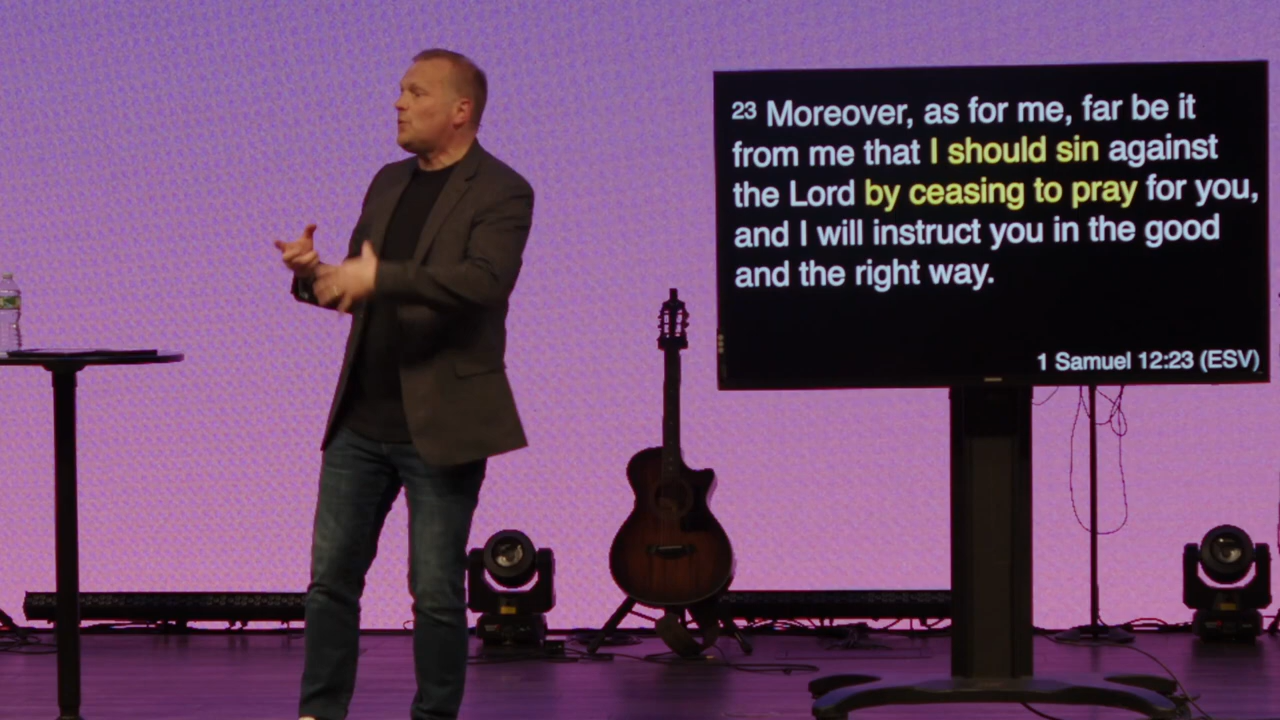 23 Moreover, as for me, far be it
from me that I should sin against
the Lord by ceasing to pray for you,
and I will instruct you in the good
and the right way.
1 Samuel 12:23 (ESV)